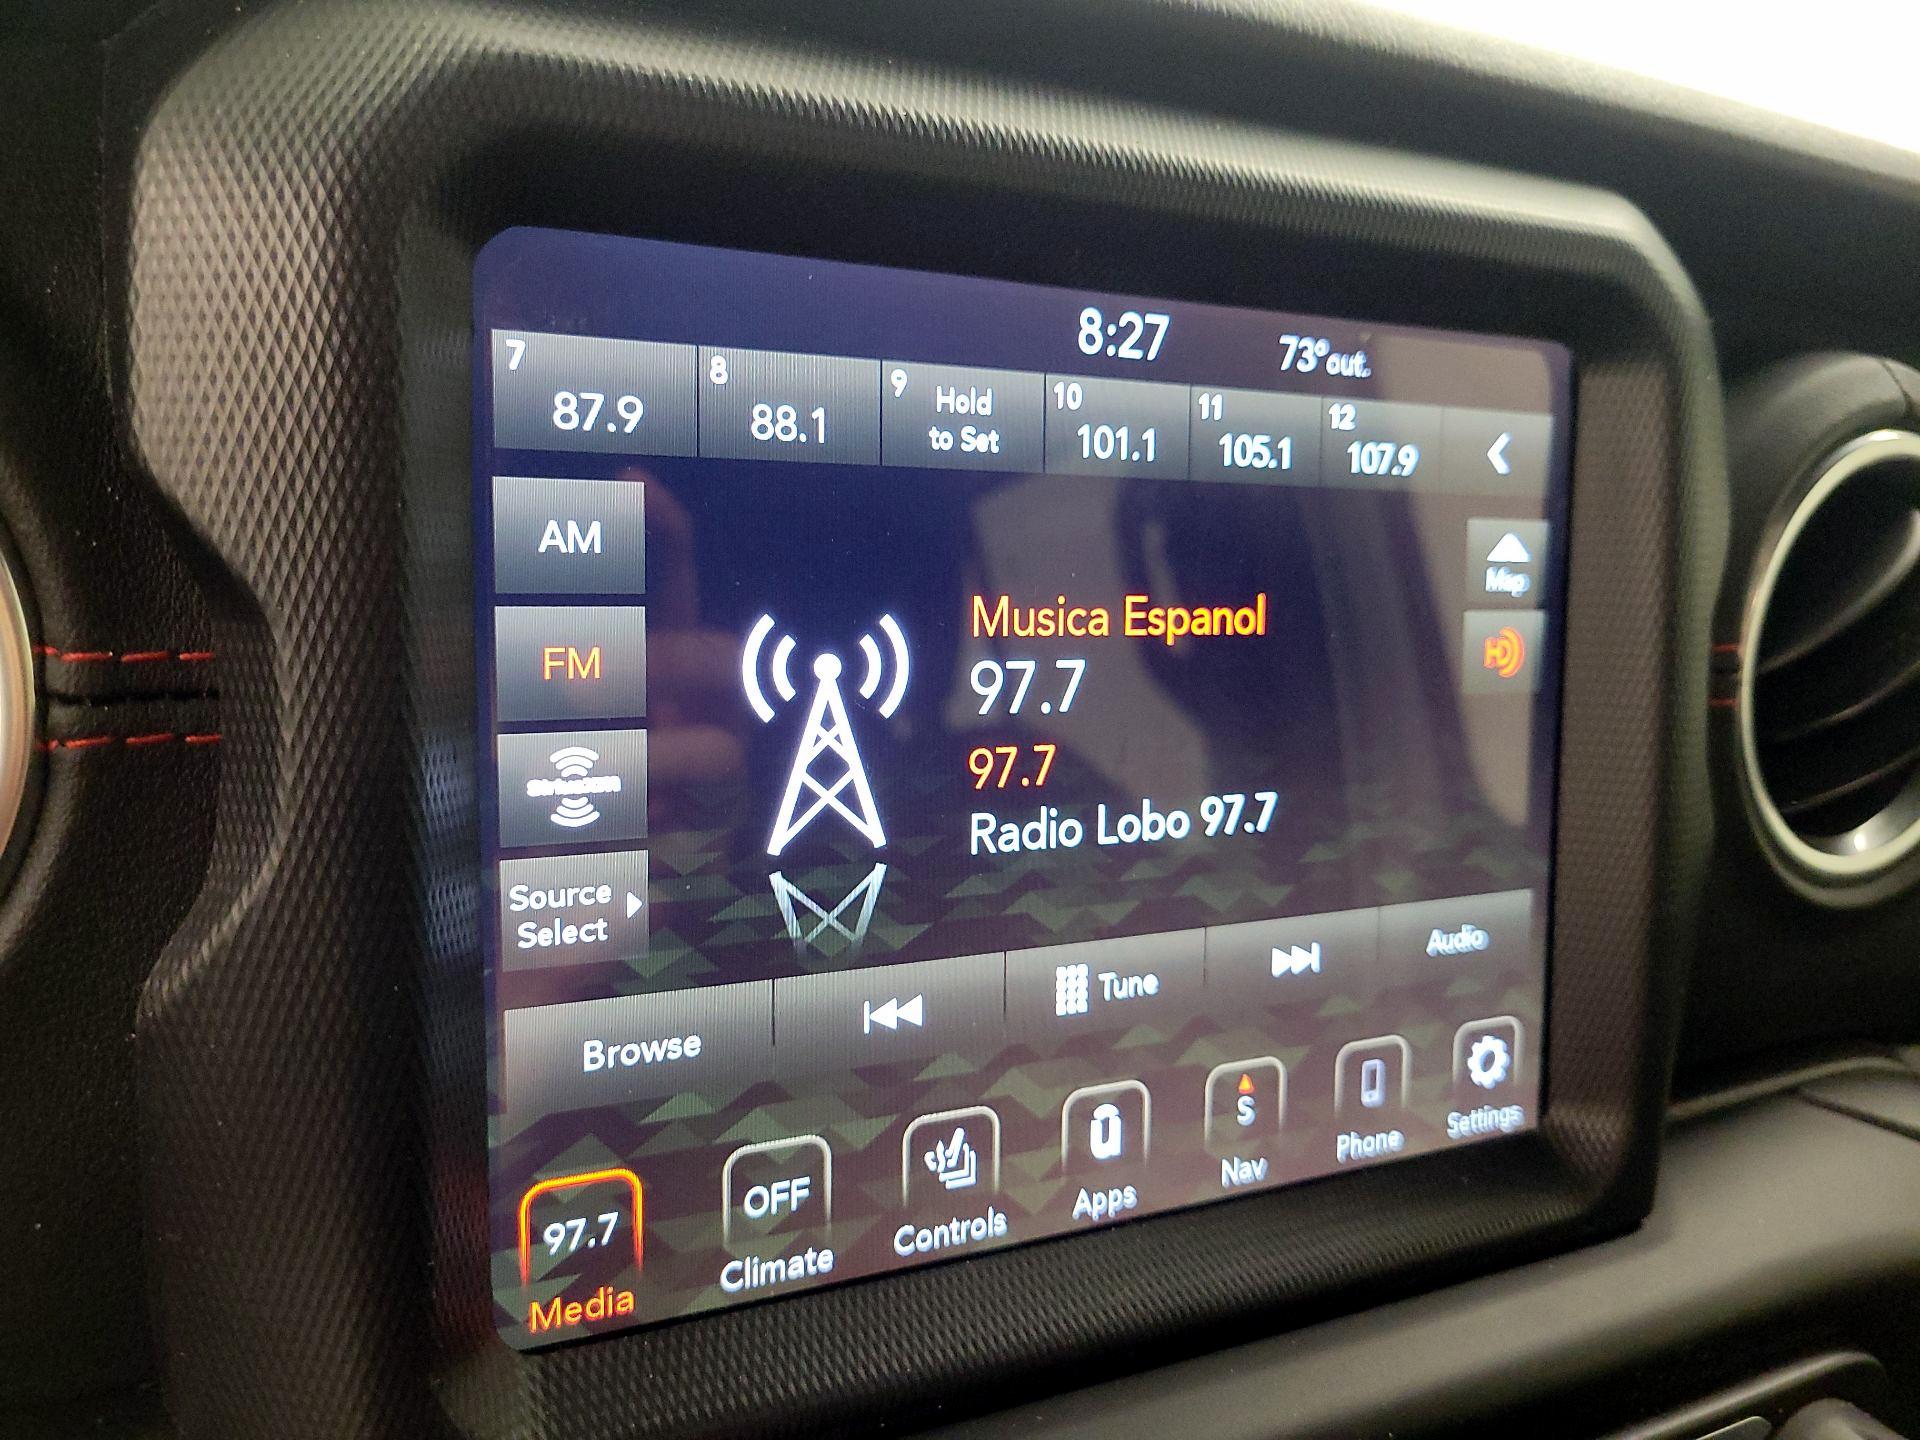 8:27
73° out.
7
87.9
8
88.1
9
Hold
to Set
10
101.1
11
105.1
12
107.9
AM
FM
Source
Select
Musica Espanol
97.7
97.7
Radio Lobo 97.7
Map
HD
Browse
Tune
Audio
97.7
Media
OFF
Climate
Controls
Apps
S
Nav
Phone
Settings